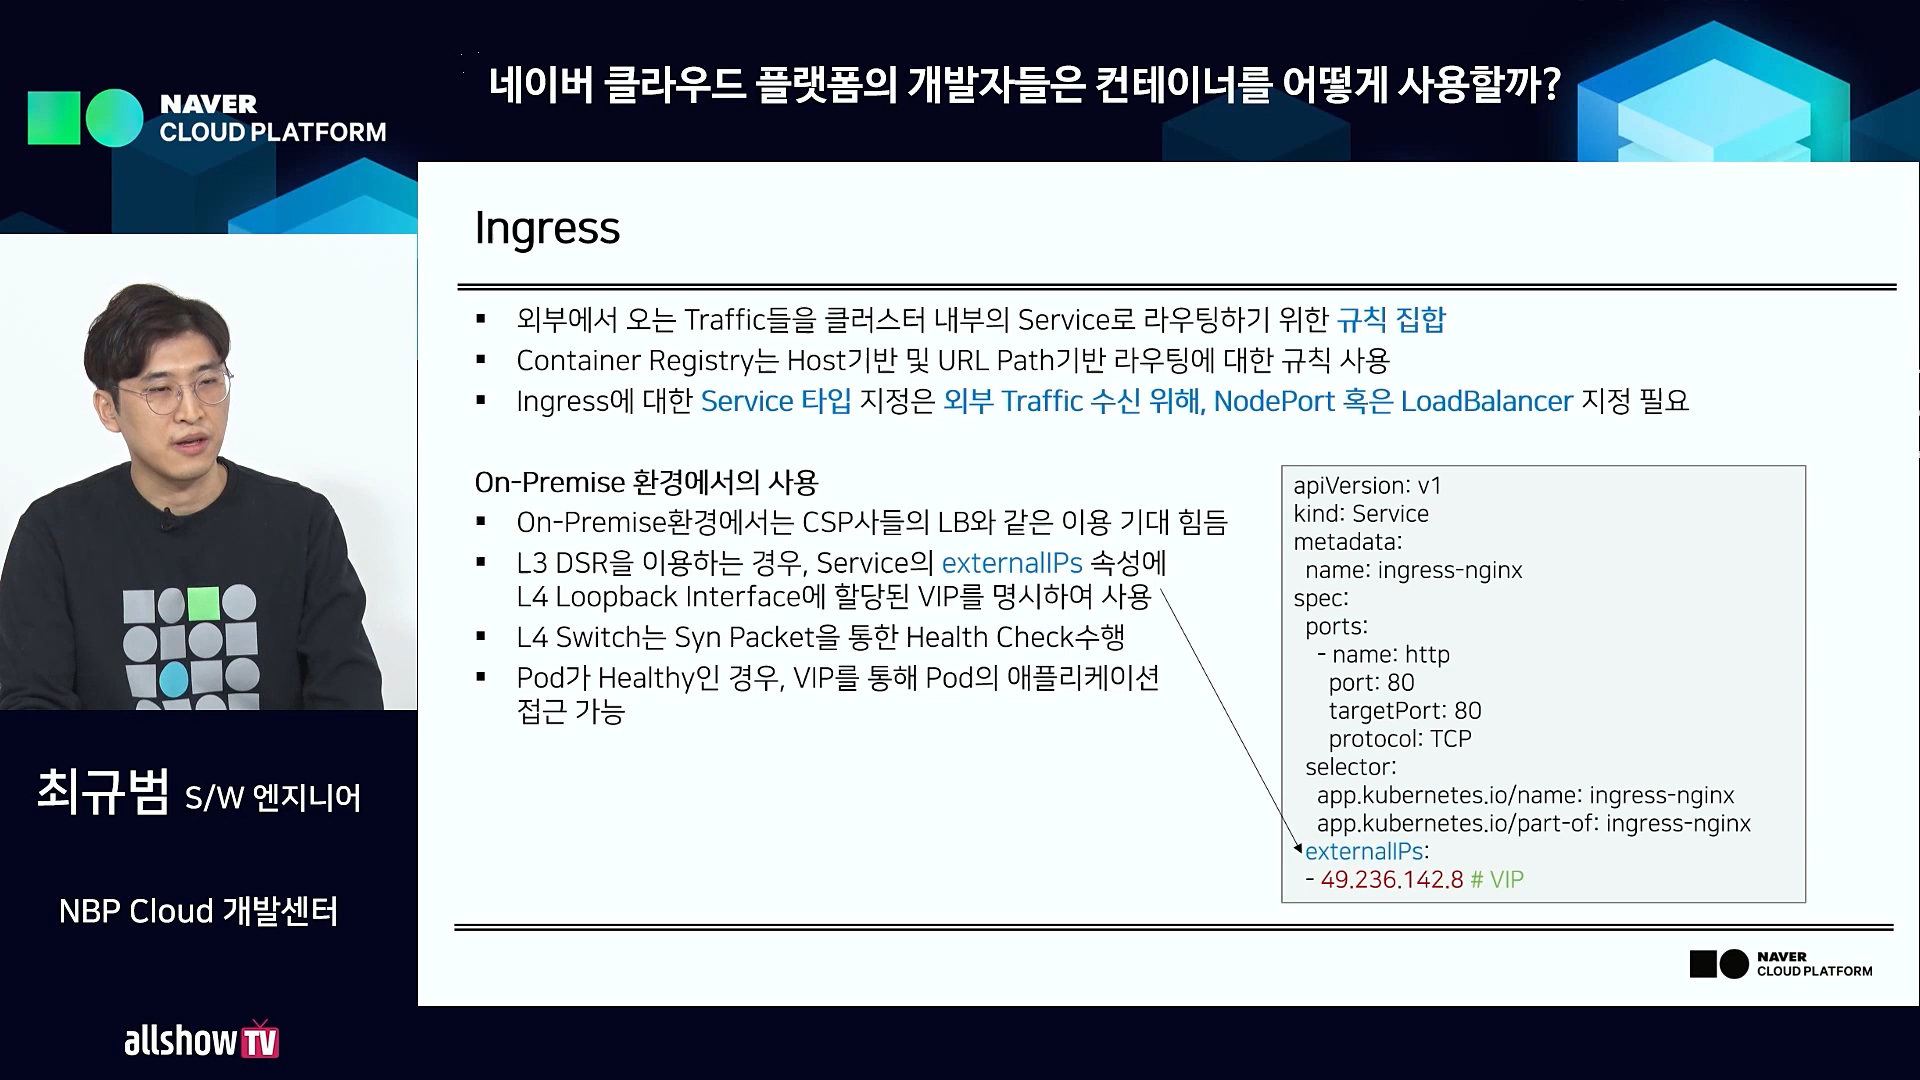 네이버 클라우드 플랫폼의 개발자들은 컨테이너를 어떻게 사용할까?
NAVER
CLOUD PLATFORM
Ingress
▪ 외부에서 오는 Traffic들을 클러스터 내부의 Service로 라우팅하기 위한 규칙 집합
▪ Container Registry는 Host기반 및 URL Path기반 라우팅에 대한 규칙 사용
▪ Ingress에 대한 Service 타입 지정은 외부 Traffic 수신 위해, NodePort 혹은 LoadBalancer 지정 필요
On-Premise 환경에서의 사용
▪ On-Premise환경에서는 CSP사들의 LB와 같은 이용 기대 힘듬
▪ L3 DSR을 이용하는 경우, Service의 externalIPs 속성에
L4 Loopback Interface에 할당된 VIP를 명시하여 사용
▪ L4 Switch는 Syn Packet을 통한 Health Check수행
▪ Pod가 Healthy인 경우, VIP를 통해 Pod의 애플리케이션
접근 가능
apiVersion: v1
kind: Service
metadata:
  name: ingress-nginx
spec:
  ports:
    - name: http
      port: 80
      targetPort: 80
      protocol: TCP
  selector:
    app.kubernetes.io/name: ingress-nginx
    app.kubernetes.io/part-of: ingress-nginx
  externalIPs:
  - 49.236.142.8 # VIP
NAVER
CLOUD PLATFORM
최규범 S/W 엔지니어
NBP Cloud 개발센터
allshow TV